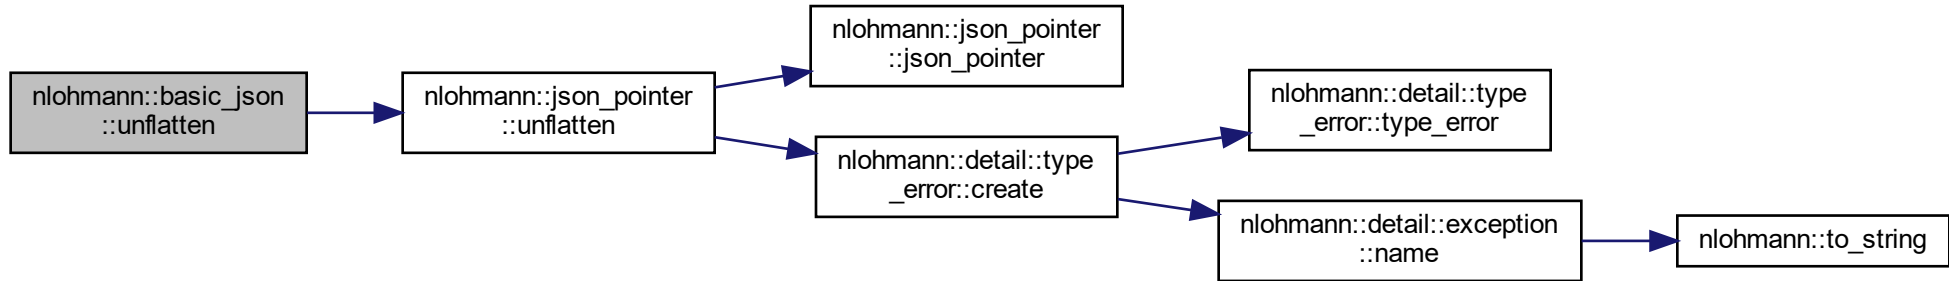 nlohmann::basic_json
::unflatten
nlohmann::json_pointer
::unflatten
nlohmann::json_pointer
::json_pointer
nlohmann::detail::type
_error::create
nlohmann::detail::type
_error::type_error
nlohmann::detail::exception
::name
nlohmann::to_string